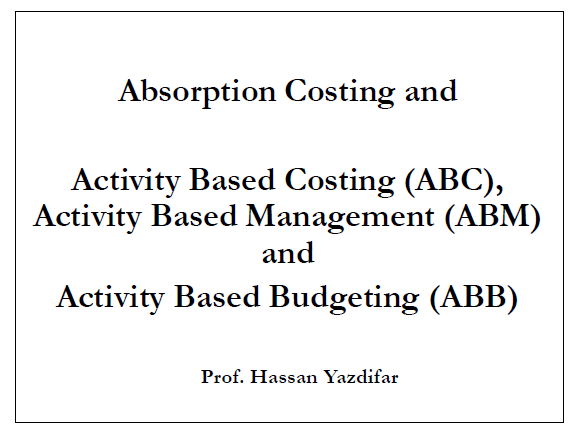 Absorption Costing and
Activity Based Costing (ABC),
Activity Based Management (ABM)
and
Activity Based Budgeting (ABB)
Prof. Hassan Yazdifar